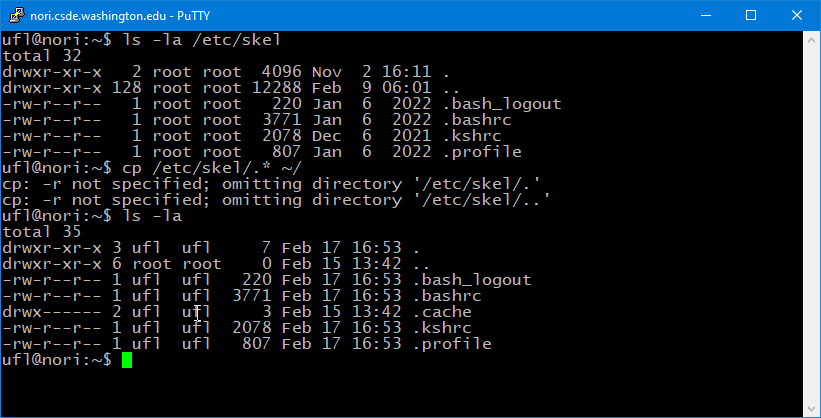 nori.csde.washington.edu - PuTTY
ufl@nori:~$ ls -la /etc/skel
total 32
drwxr-xr-x   2 root root  4096 Nov  2 16:11 .
drwxr-xr-x 128 root root 12288 Feb  9 06:01 ..
-rw-r--r--   1 root root   220 Jan  6  2022 .bash_logout
-rw-r--r--   1 root root  3771 Jan  6  2022 .bashrc
-rw-r--r--   1 root root  2078 Dec  6  2021 .kshrc
-rw-r--r--   1 root root   807 Jan  6  2022 .profile
ufl@nori:~$ cp /etc/skel/.* ~/
cp: -r not specified; omitting directory '/etc/skel/.'
cp: -r not specified; omitting directory '/etc/skel/..'
ufl@nori:~$ ls -la
total 35
drwxr-xr-x 3 ufl  ufl     7 Feb 17 16:53 .
drwxr-xr-x 6 root root    0 Feb 15 13:42 ..
-rw-r--r-- 1 ufl  ufl   220 Feb 17 16:53 .bash_logout
-rw-r--r-- 1 ufl  ufl  3771 Feb 17 16:53 .bashrc
drwx------ 2 ufl  ufl     3 Feb 15 13:42 .cache
-rw-r--r-- 1 ufl  ufl  2078 Feb 17 16:53 .kshrc
-rw-r--r-- 1 ufl  ufl   807 Feb 17 16:53 .profile
ufl@nori:~$